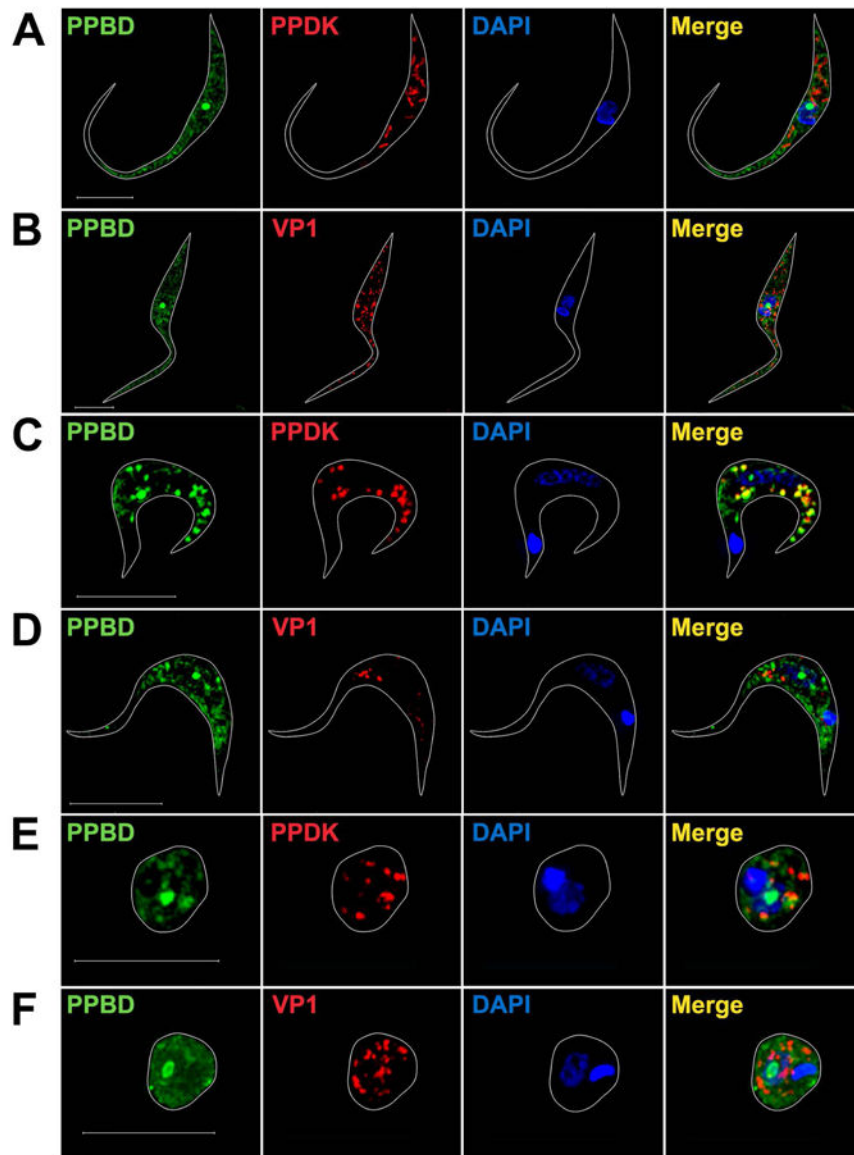 A PPBD PPDK DAPI Merge
B PPBD VP1 DAPI Merge
C PPBD PPDK DAPI Merge
D PPBD VP1 DAPI Merge
E PPBD PPDK DAPI Merge
F PPBD VP1 DAPI Merge